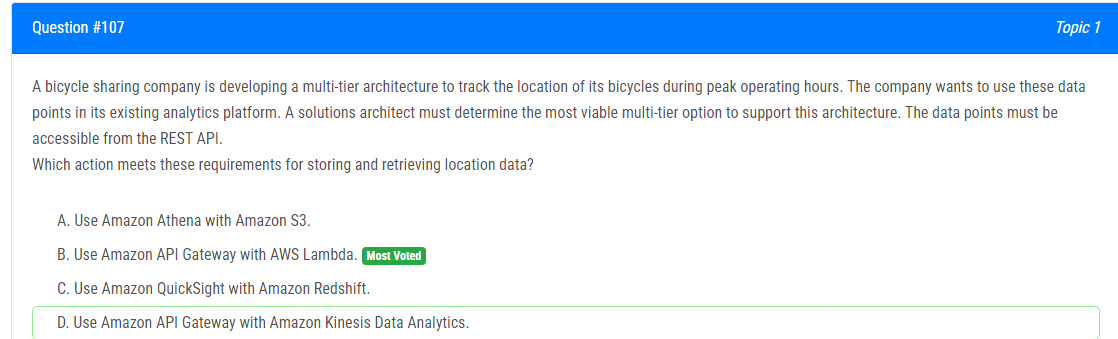 Question #107
Topic 1
A bicycle sharing company is developing a multi-tier architecture to track the location of its bicycles during peak operating hours. The company wants to use these data
points in its existing analytics platform. A solutions architect must determine the most viable multi-tier option to support this architecture. The data points must be
accessible from the REST API.
Which action meets these requirements for storing and retrieving location data?
A. Use Amazon Athena with Amazon S3.
B. Use Amazon API Gateway with AWS Lambda. Most Voted
C. Use Amazon QuickSight with Amazon Redshift.
D. Use Amazon API Gateway with Amazon Kinesis Data Analytics.